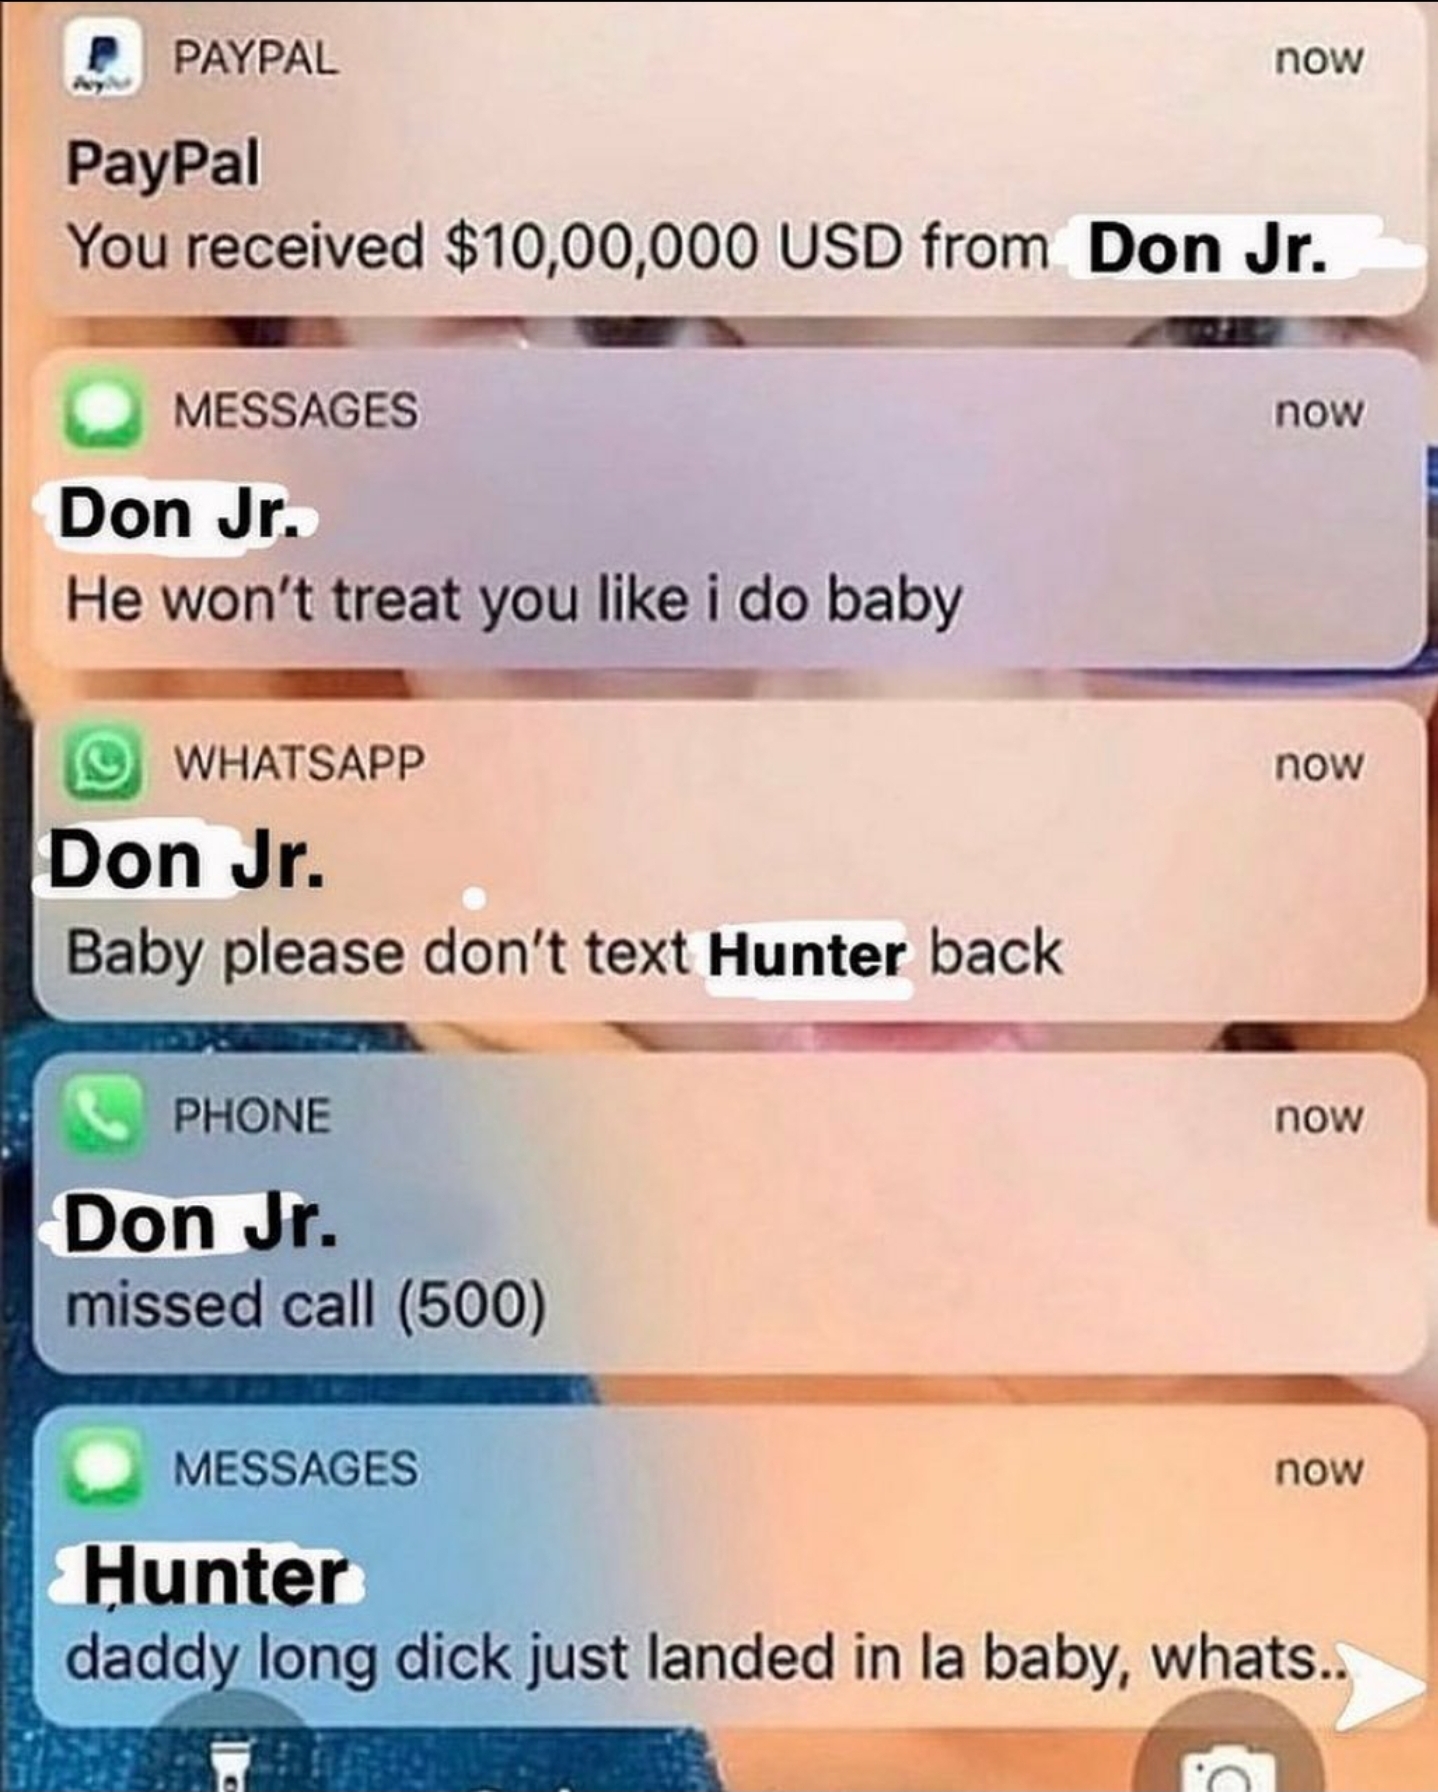 PAYPAL now
PayPal
You received $10,00,000 USD from Don Jr.
MESSAGES now
Don Jr.
He won't treat you like i do baby
WHATSAPP now
Don Jr.
Baby please don't text Hunter back
PHONE now
Don Jr.
missed call (500)
MESSAGES now
Hunter
daddy long dick just landed in la baby, whats..